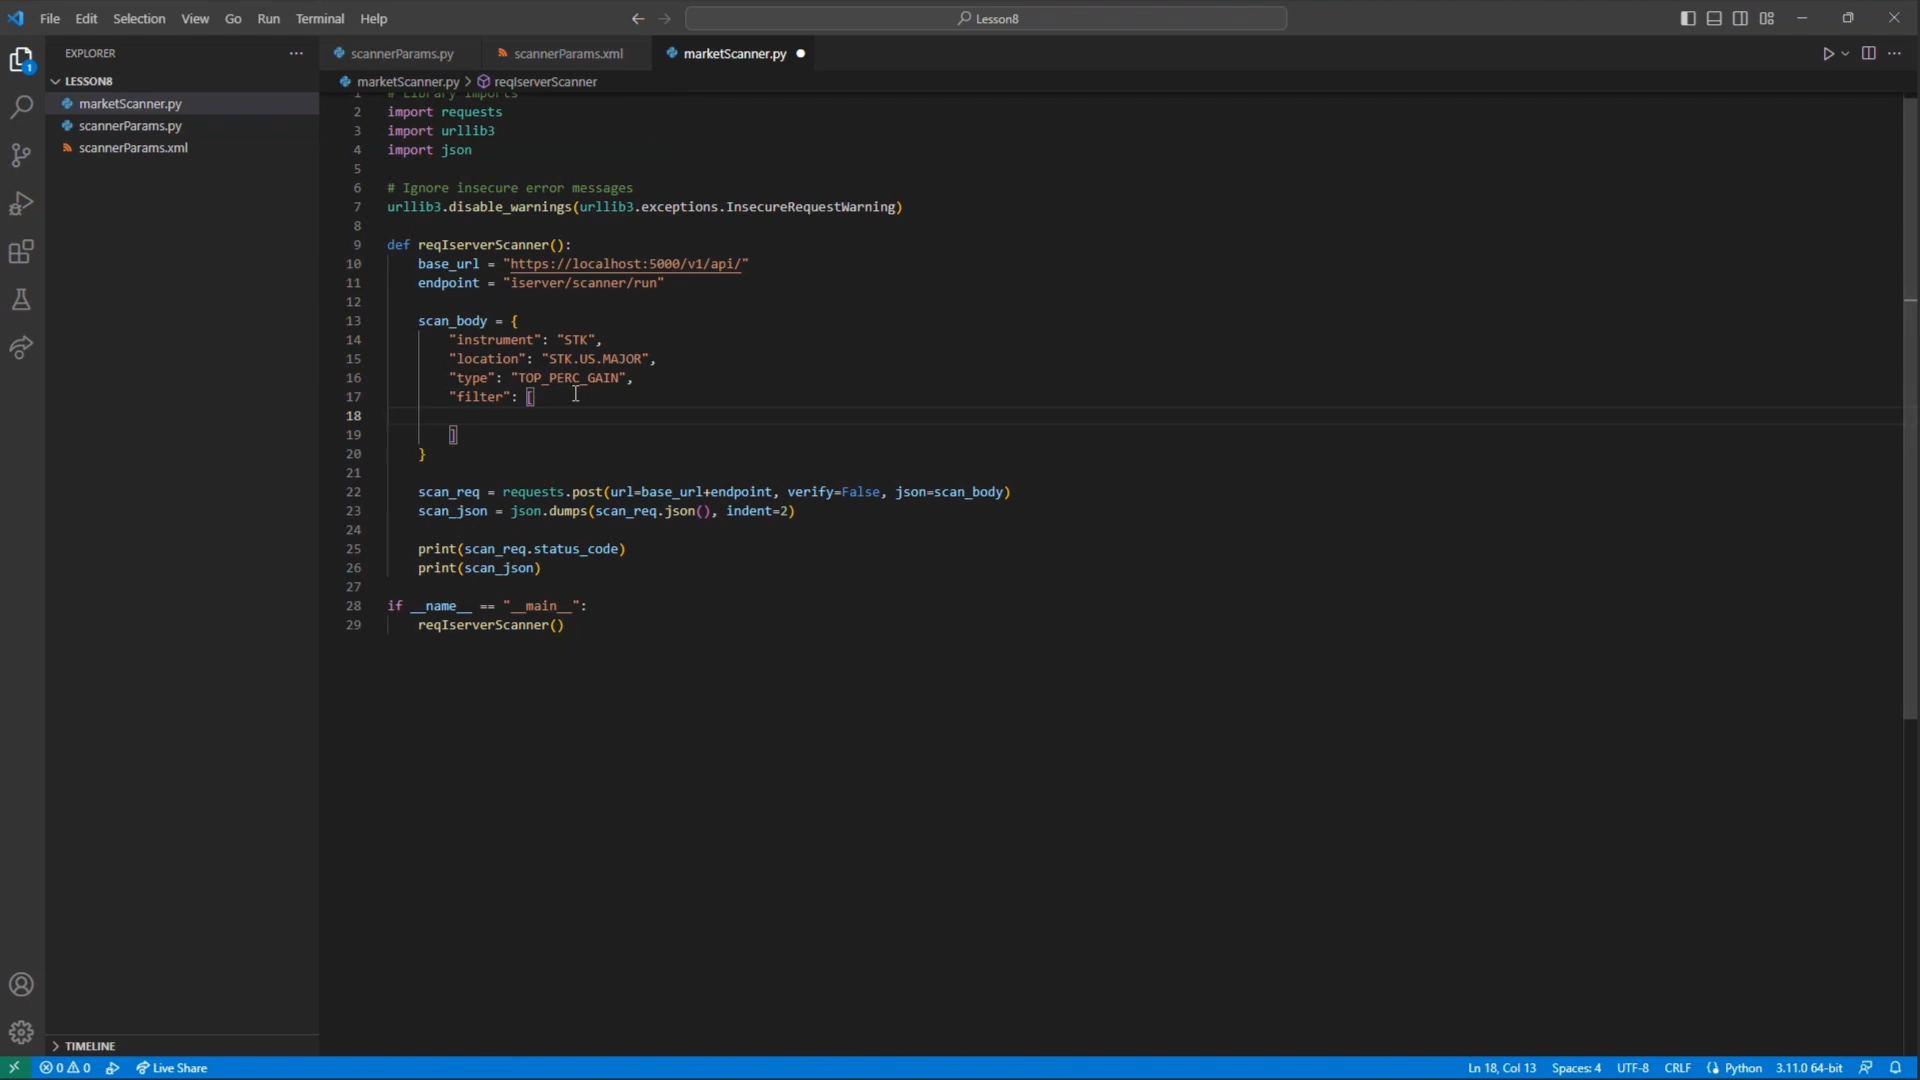 File Edit Selection View Go Run Terminal Help
Lesson8
EXPLORER
scannerParams.py scannerParams.xml marketScanner.py
LESSON8
marketScanner.py > reqIserverScanner
marketScanner.py
scannerParams.py
scannerParams.xml
1 # Library imports
2 import requests
3 import urllib3
4 import json
5
6 # Ignore insecure error messages
7 urllib3.disable_warnings(urllib3.exceptions.InsecureRequestWarning)
8
9 def reqIserverScanner():
10 base_url = "https://localhost:5000/v1/api/"
11 endpoint = "iserver/scanner/run"
12
13 scan_body = {
14 "instrument": "STK",
15 "location": "STK.US.MAJOR",
16 "type": "TOP_PERC_GAIN",
17 "filter": [
18
19 ]
20 }
21
22 scan_req = requests.post(url=base_url+endpoint, verify=False, json=scan_body)
23 scan_json = json.dumps(scan_req.json(), indent=2)
24
25 print(scan_req.status_code)
26 print(scan_json)
27
28 if __name__ == "__main__":
29 reqIserverScanner()
1
TIMELINE
0 0 Live Share Ln 18, Col 13 Spaces: 4 UTF-8 CRLF Python 3.11.0 64-bit